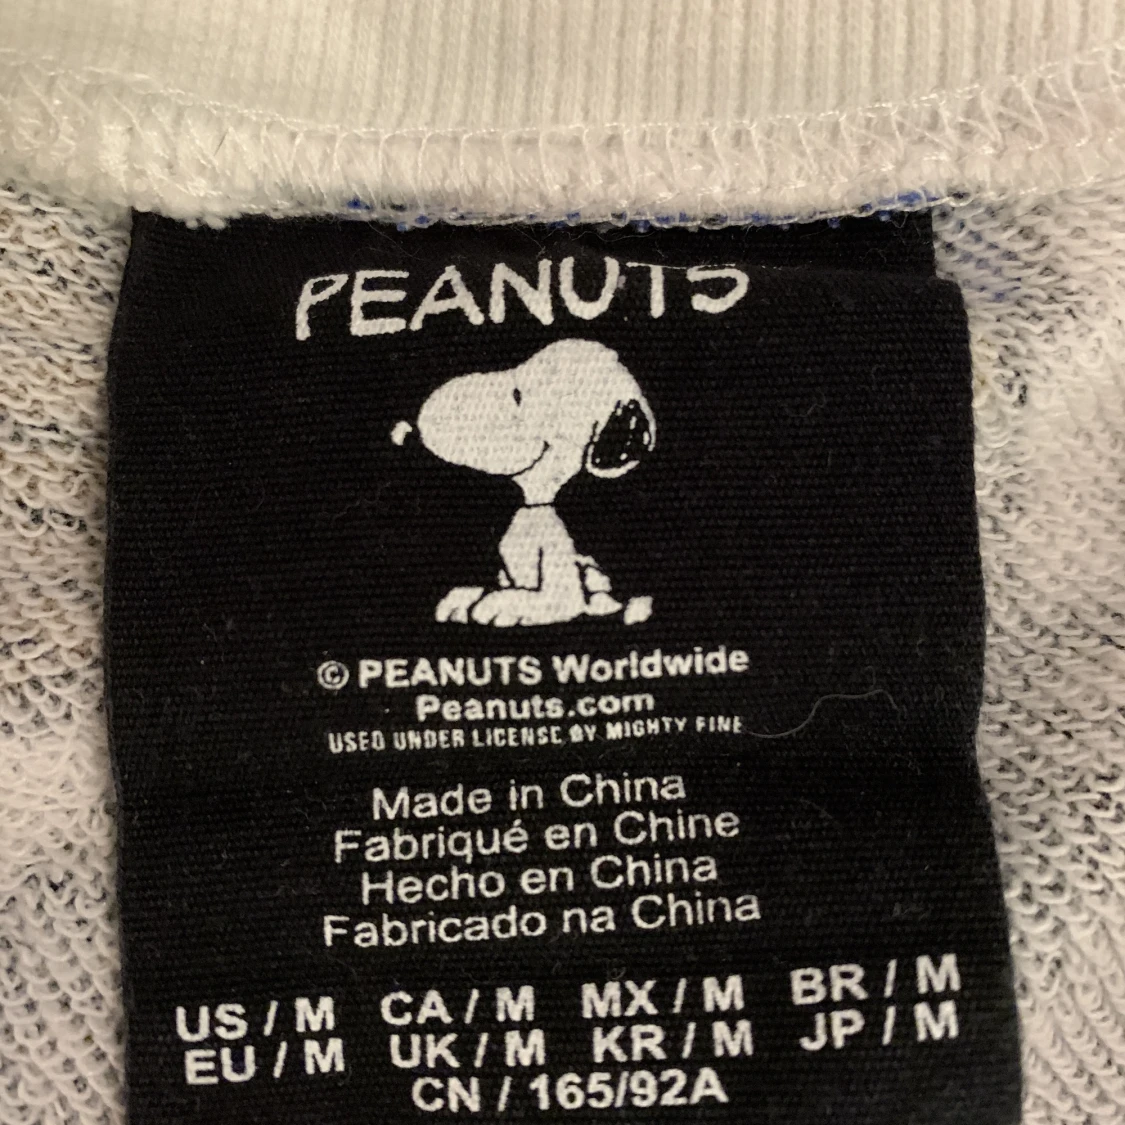 PEANUTS
© PEANUTS Worldwide
Peanuts.com
USED UNDER LICENSE BY MIGHTY FINE
Made in China
Fabriqué en Chine
Hecho en China
Fabricado na China
US / M CA / M MX / M BR / M
EU / M UK / M KR / M JP / M
CN / 165/92A